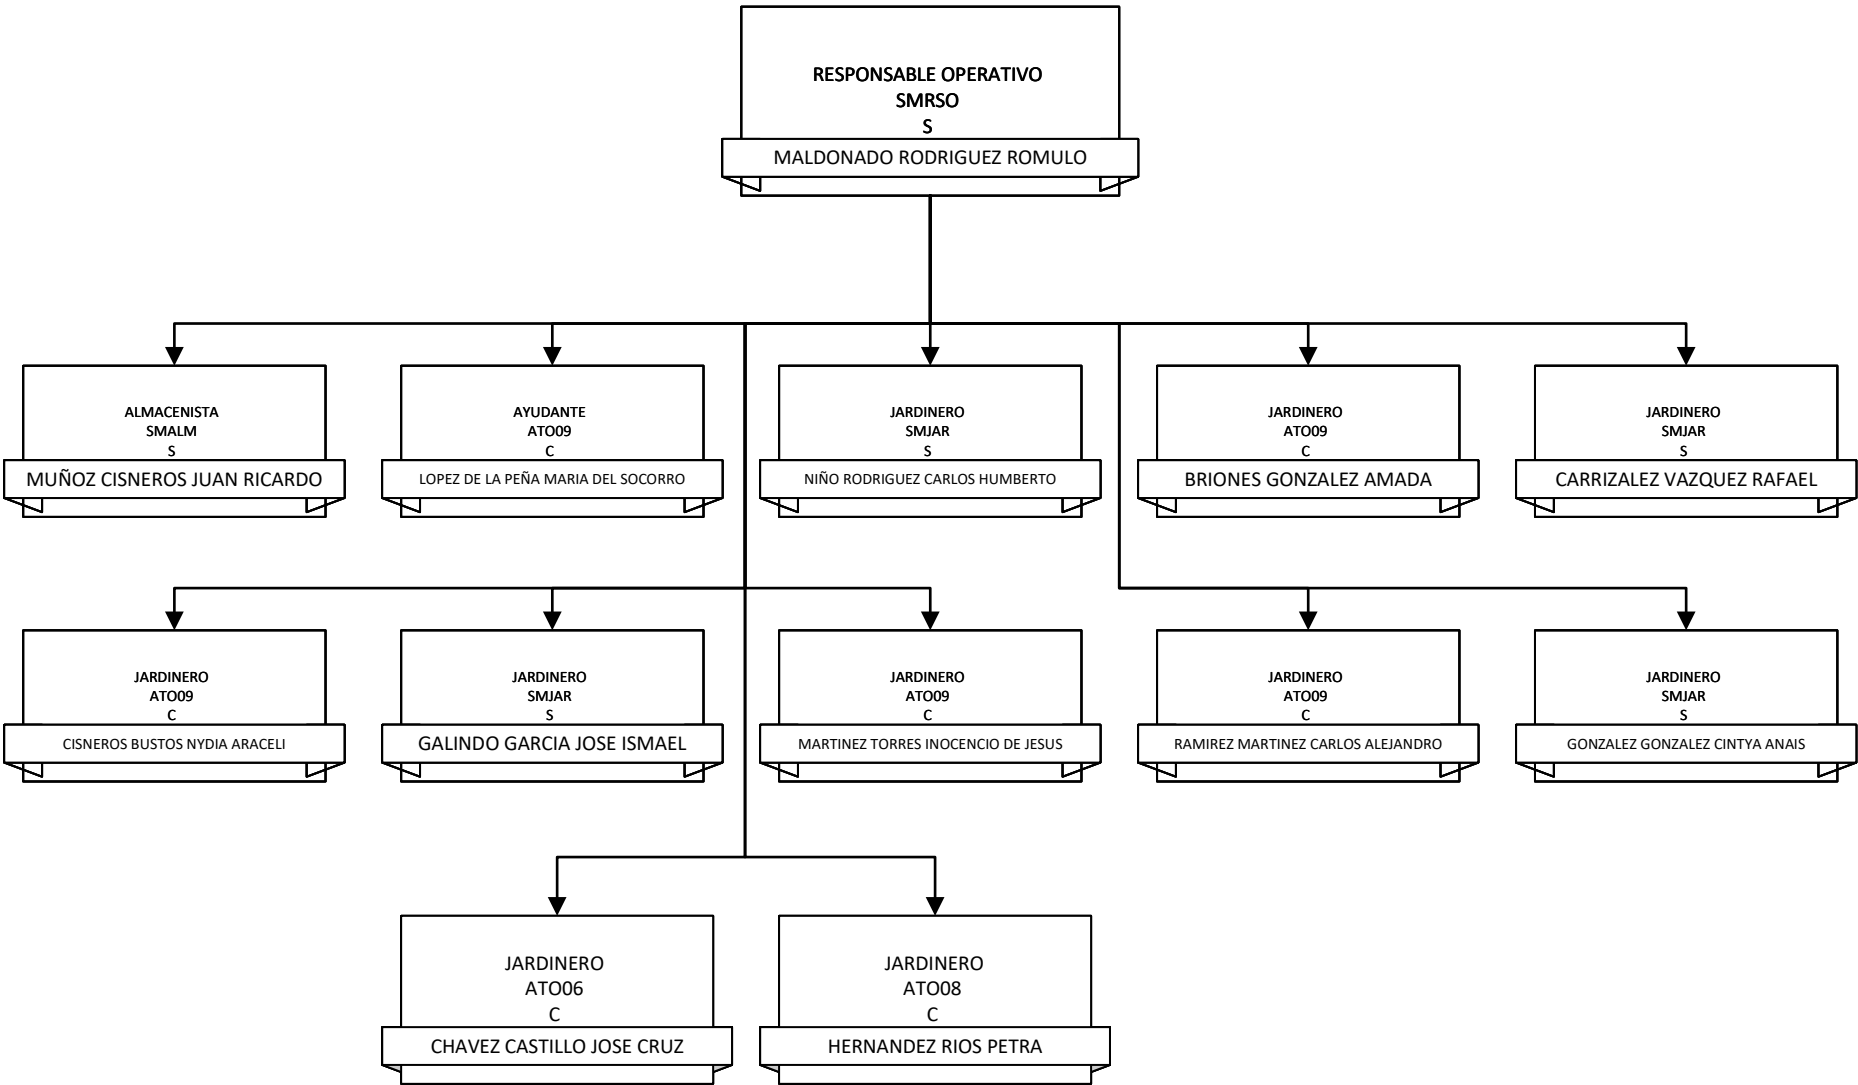 RESPONSABLE OPERATIVO
SMRSO
S
MALDONADO RODRIGUEZ ROMULO
ALMACENISTA
SMALM
S
MUÑOZ CISNEROS JUAN RICARDO
AYUDANTE
ATO09
C
LOPEZ DE LA PEÑA MARIA DEL SOCORRO
JARDINERO
SMJAR
S
NIÑO RODRIGUEZ CARLOS HUMBERTO
JARDINERO
ATO09
C
BRIONES GONZALEZ AMADA
JARDINERO
SMJAR
S
CARRIZALEZ VAZQUEZ RAFAEL
JARDINERO
ATO09
C
CISNEROS BUSTOS NYDIA ARACELI
JARDINERO
SMJAR
S
GALINDO GARCIA JOSE ISMAEL
JARDINERO
ATO09
C
MARTINEZ TORRES INOCENCIO DE JESUS
JARDINERO
ATO09
C
RAMIREZ MARTINEZ CARLOS ALEJANDRO
JARDINERO
SMJAR
S
GONZALEZ GONZALEZ CINTYA ANAIS
JARDINERO
ATO06
C
CHAVEZ CASTILLO JOSE CRUZ
JARDINERO
ATO08
C
HERNANDEZ RIOS PETRA